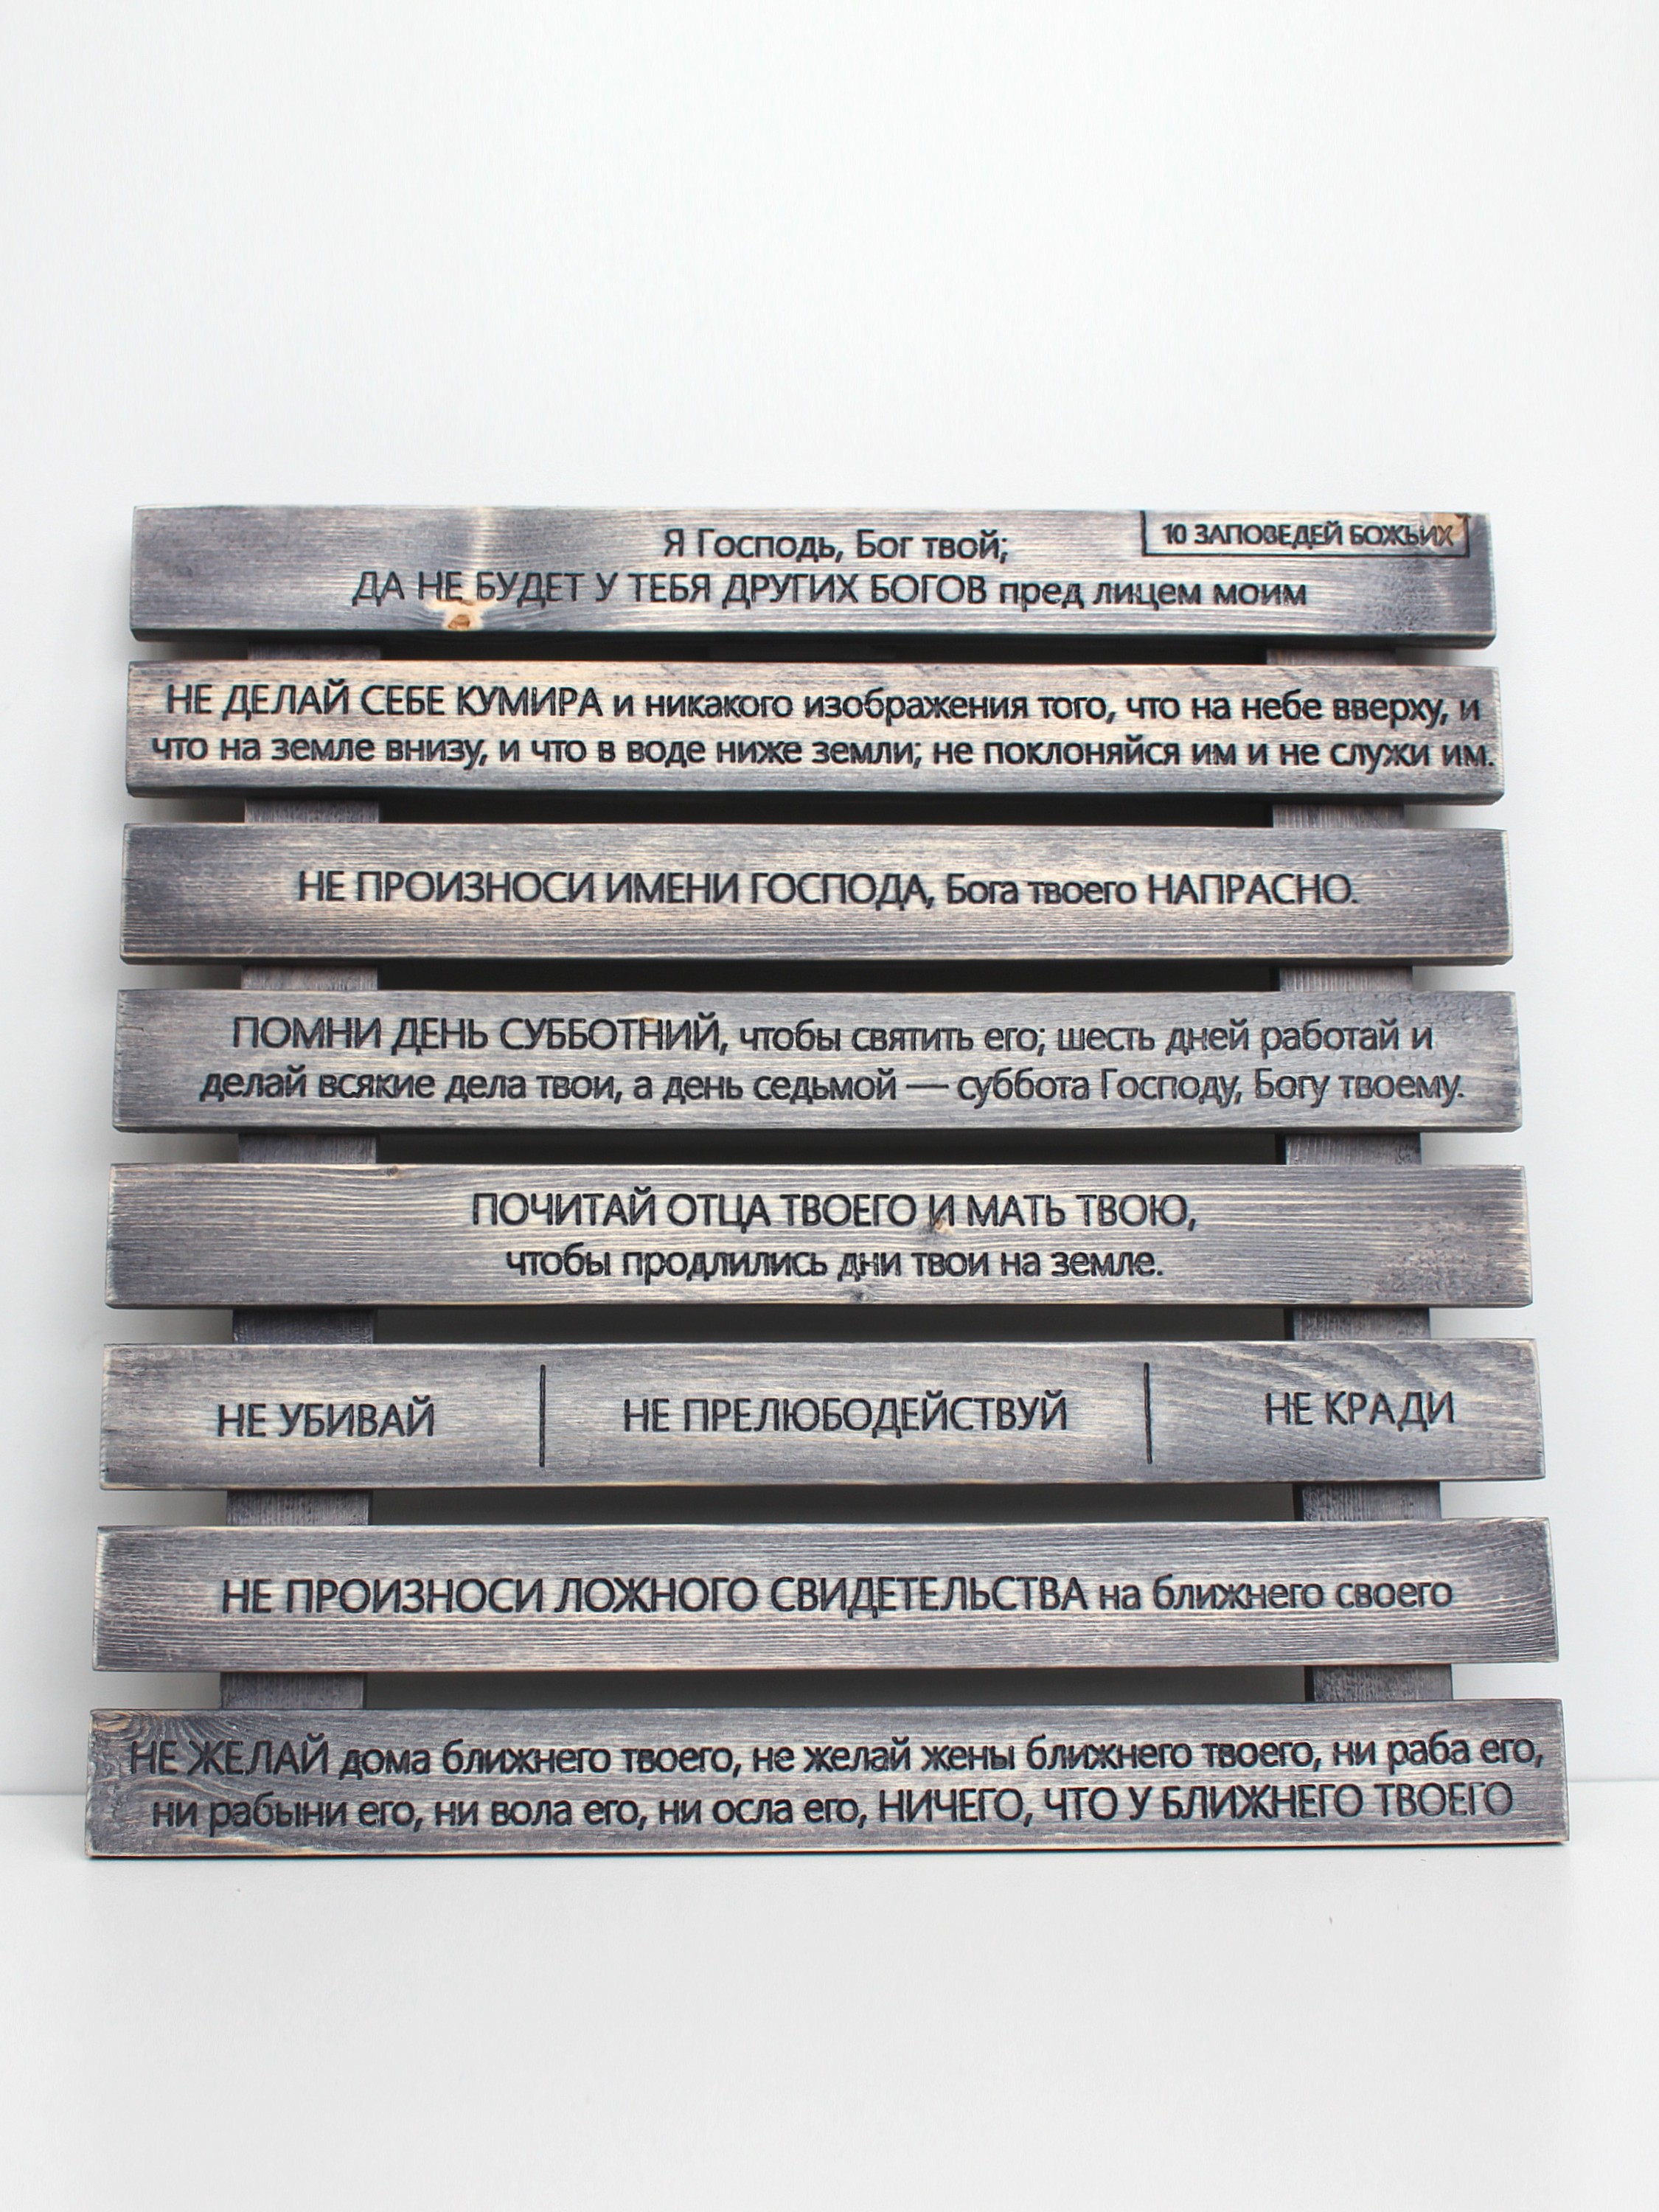 10 ЗАПОВЕДЕЙ БОЖЬИХ
Я Господь, Бог твой;
ДА НЕ БУДЕТ У ТЕБЯ ДРУГИХ БОГОВ пред лицем моим
НЕ ДЕЛАЙ СЕБЕ КУМИРА и никакого изображения того, что на небе вверху, и
что на земле внизу, и что в воде ниже земли; не поклоняйся им и не служи им.
НЕ ПРОИЗНОСИ ИМЕНИ ГОСПОДА, Бога твоего НАПРАСНО.
ПОМНИ ДЕНЬ СУББОТНИЙ, чтобы святить его; шесть дней работай и
делай всякие дела твои, а день седьмой — суббота Господу, Богу твоему.
ПОЧИТАЙ ОТЦА ТВОЕГО И МАТЬ ТВОЮ,
чтобы продлились дни твои на земле.
НЕ УБИВАЙ
НЕ ПРЕЛЮБОДЕЙСТВУЙ
НЕ КРАДИ
НЕ ПРОИЗНОСИ ЛОЖНОГО СВИДЕТЕЛЬСТВА на ближнего своего
НЕ ЖЕЛАЙ дома ближнего твоего, не желай жены ближнего твоего, ни раба его,
ни рабыни его, ни вола его, ни осла его, НИЧЕГО, ЧТО У БЛИЖНЕГО ТВОЕГО